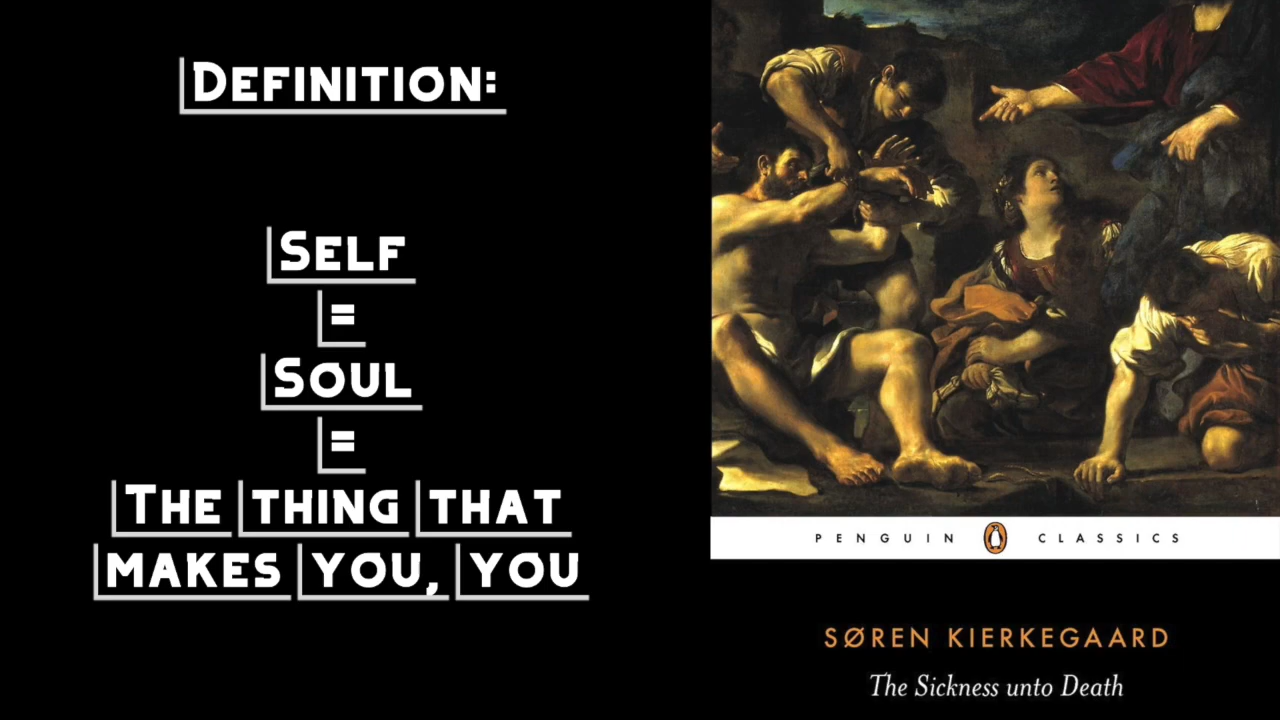 Definition:
Self
=
Soul
=
The thing that
makes you, you
PENGUIN CLASSICS
SØREN KIERKEGAARD
The Sickness unto Death